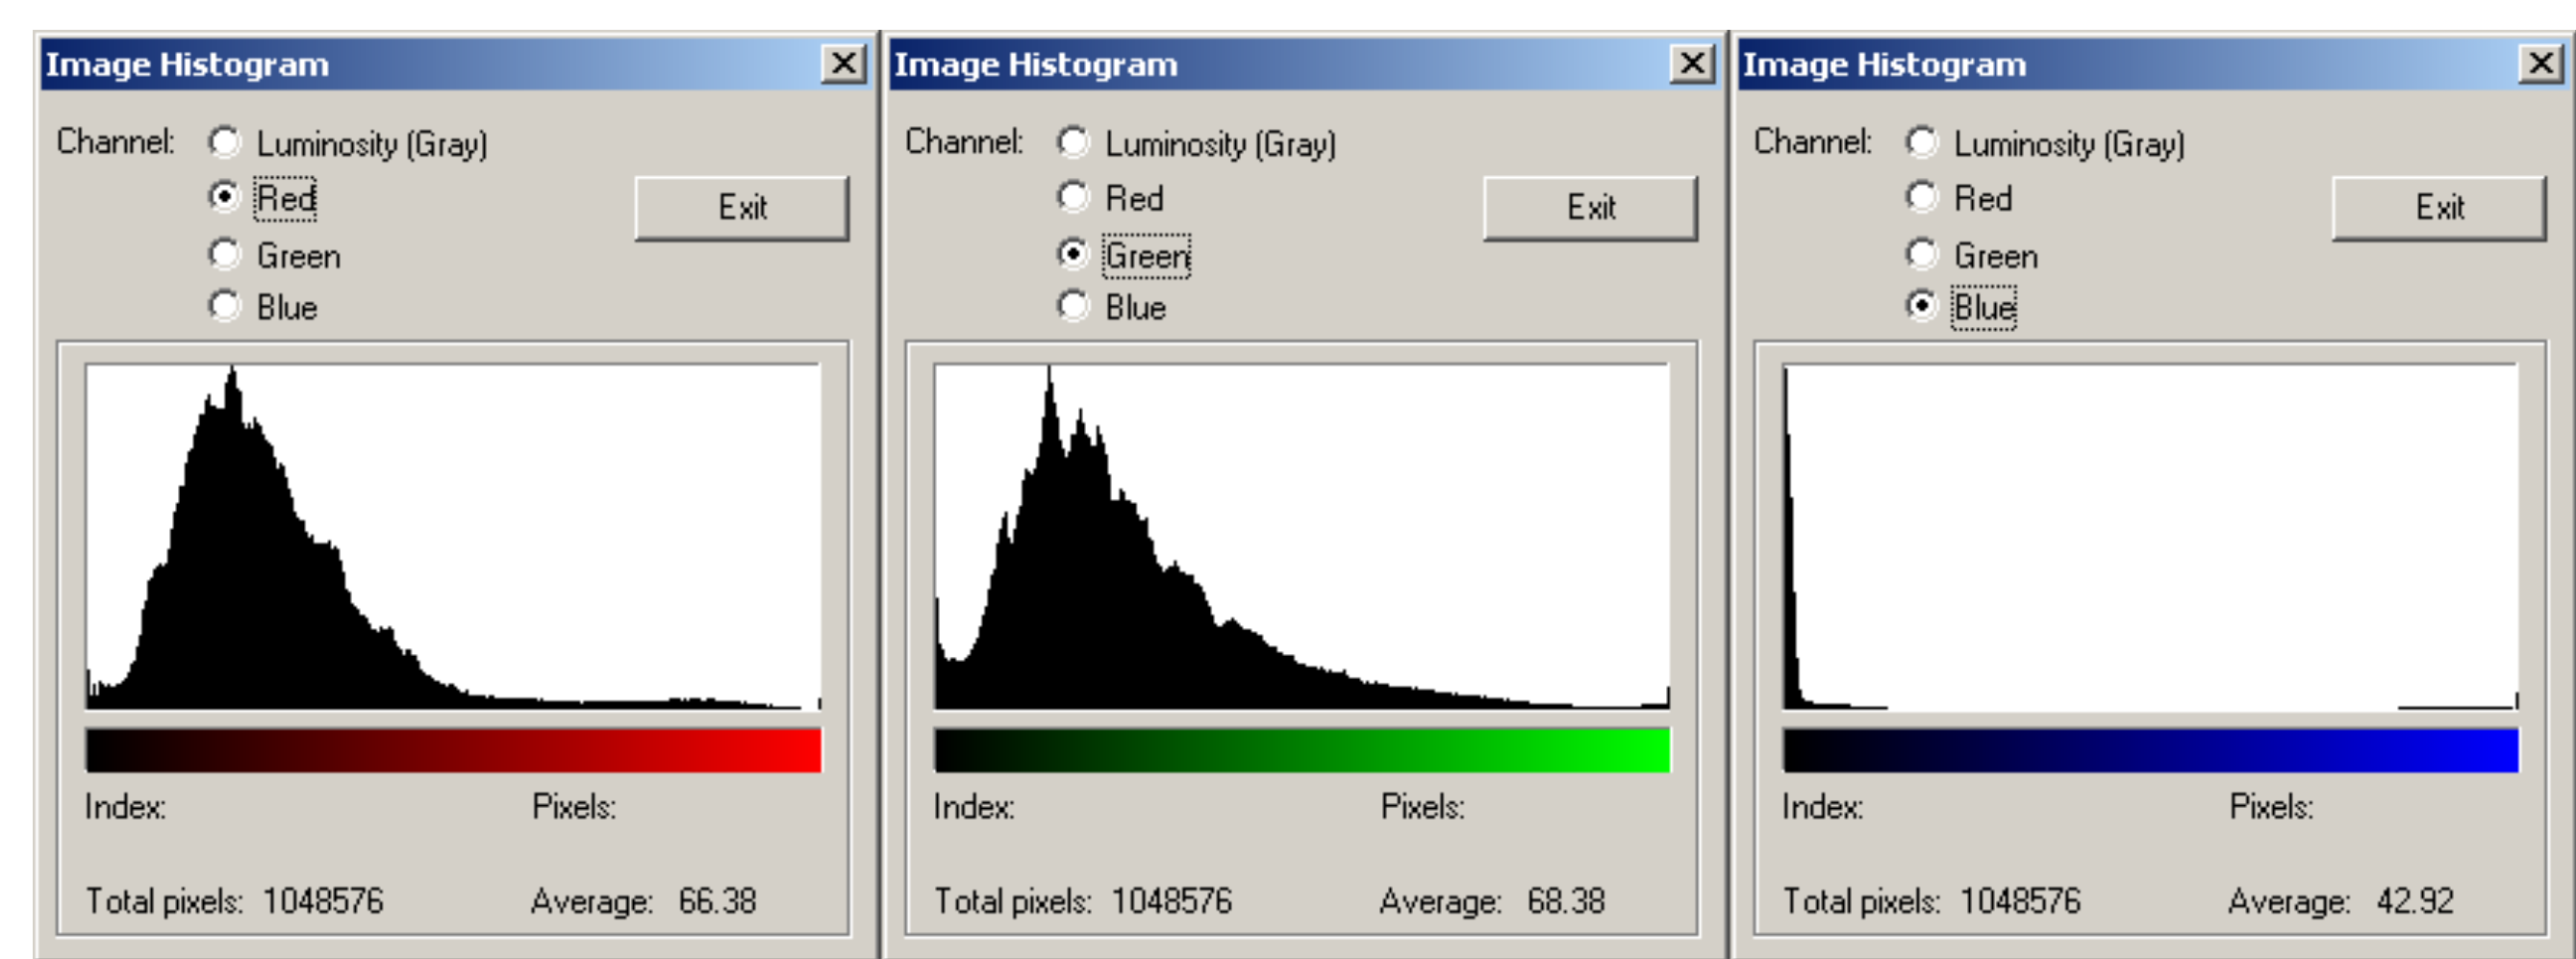 Image Histogram
Channel:
Luminosity (Gray)
Red
Green
Blue
Exit
Index:
Pixels:
Total pixels: 1048576
Average: 66.38
Image Histogram
Channel:
Luminosity (Gray)
Red
Green
Blue
Exit
Index:
Pixels:
Total pixels: 1048576
Average: 68.38
Image Histogram
Channel:
Luminosity (Gray)
Red
Green
Blue
Exit
Index:
Pixels:
Total pixels: 1048576
Average: 42.92